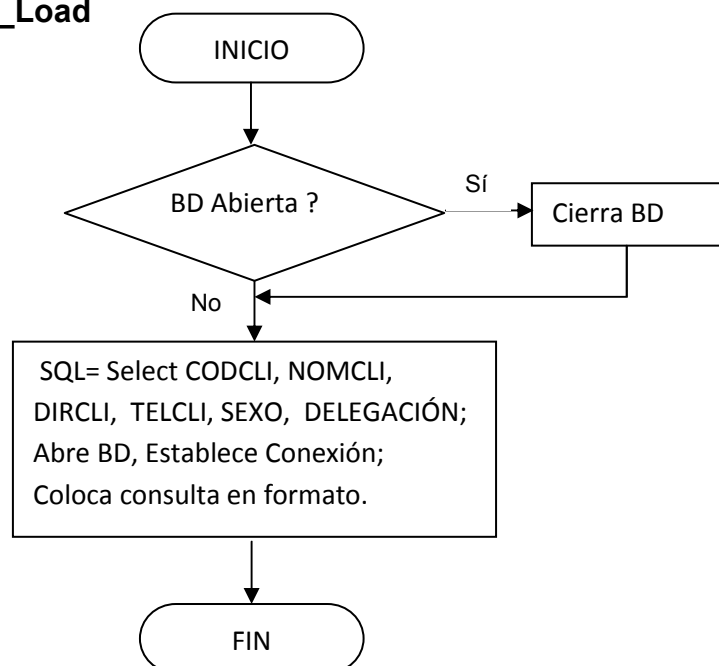 _Load
INICIO
BD Abierta ?
Sí
Cierra BD
No
SQL= Select CODCLI, NOMCLI,
DIRCLI, TELCLI, SEXO, DELEGACIÓN;
Abre BD, Establece Conexión;
Coloca consulta en formato.
FIN